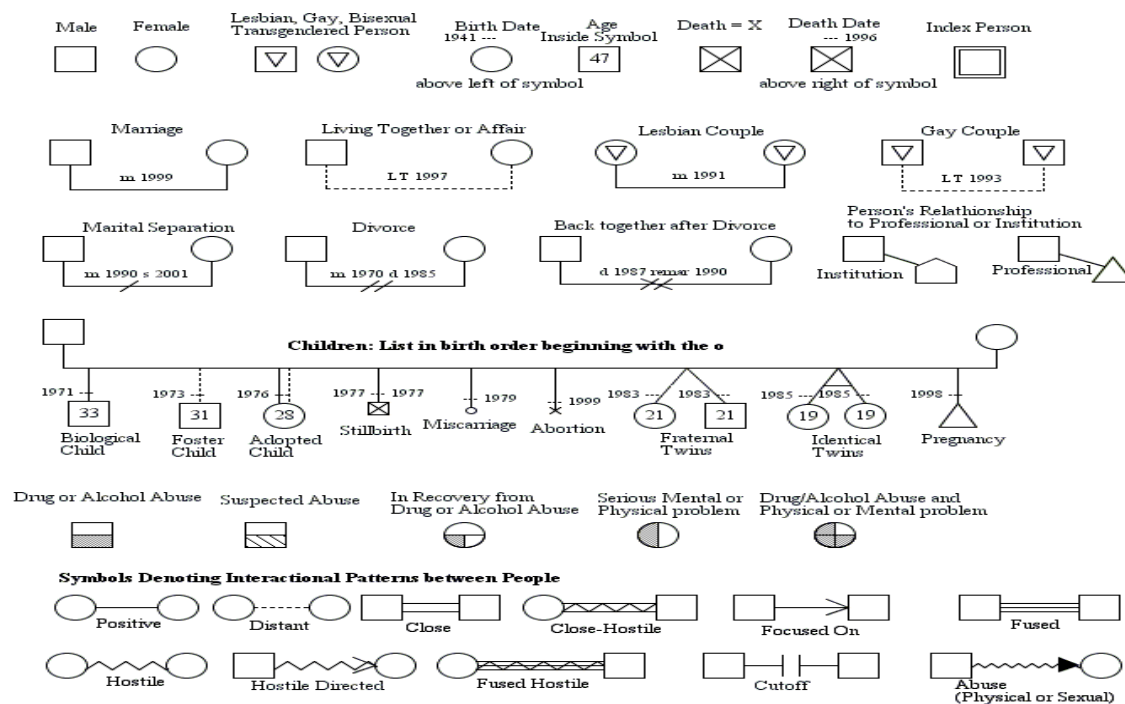 Male
Female
Lesbian, Gay, Bisexual
Transgendered Person
Birth Date
1941 ---
above left of symbol
Age
Inside Symbol
47
Death = X
Death Date
--- 1996
above right of symbol
Index Person
Marriage
m 1999
Living Together or Affair
LT 1997
Lesbian Couple
m 1991
Gay Couple
LT 1993
Marital Separation
m 1990 s 2001
Divorce
m 1970 d 1985
Back together after Divorce
d 1987 remar 1990
Person's Relathionship
to Professional or Institution
Institution
Professional
Children: List in birth order beginning with the o
1971 ---
33
Biological
Child
1973 ---
31
Foster
Child
1976 ---
28
Adopted
Child
1977 --- --- 1977
Stillbirth
--- 1979
Miscarriage
--- 1999
Abortion
1983 --- 1983 ---
21 21
Fraternal
Twins
1985 --- 1985 ---
19 19
Identical
Twins
1998 ---
Pregnancy
Drug or Alcohol Abuse
Suspected Abuse
In Recovery from
Drug or Alcohol Abuse
Serious Mental or
Physical problem
Drug/Alcohol Abuse and
Physical or Mental problem
Symbols Denoting Interactional Patterns between People
Positive
Distant
Close
Close-Hostile
Focused On
Fused
Hostile
Hostile Directed
Fused Hostile
Cutoff
Abuse
(Physical or Sexual)